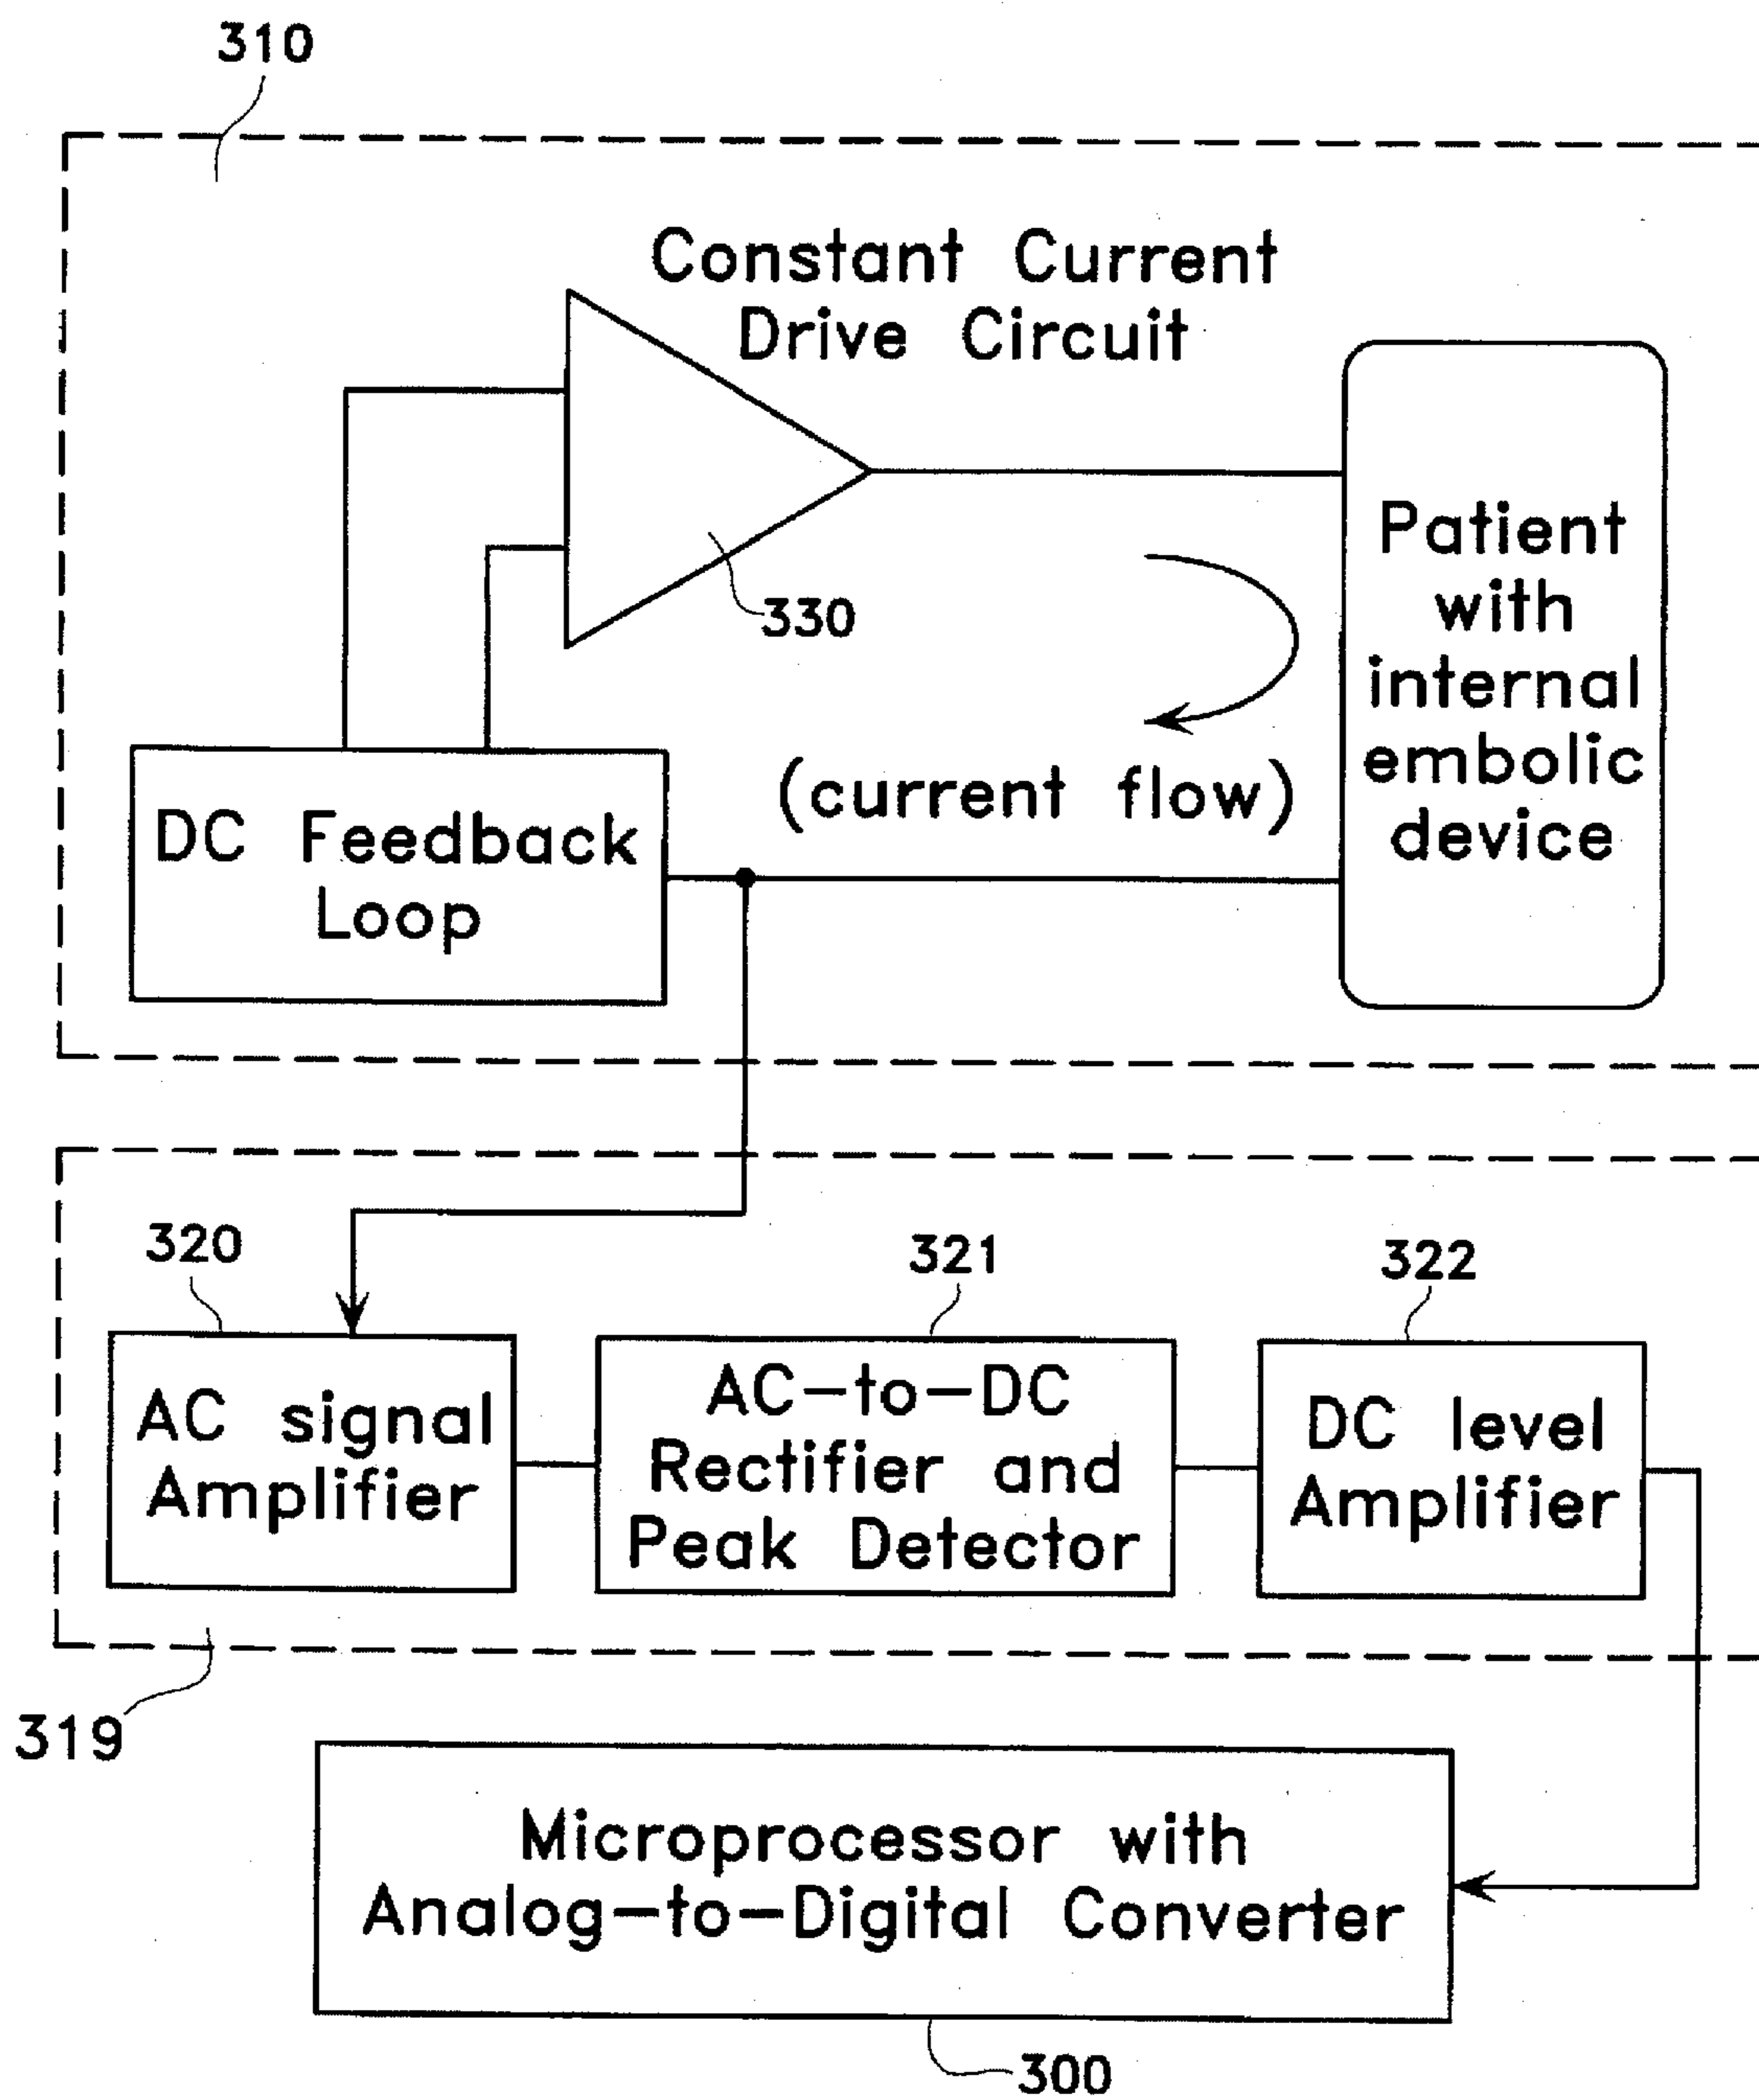 310
Constant Current
Drive Circuit
330
Patient
with
internal
embolic
device
(current flow)
DC Feedback
Loop
320
321
322
AC signal
Amplifier
AC-to-DC
Rectifier and
Peak Detector
DC level
Amplifier
319
Microprocessor with
Analog-to-Digital Converter
300